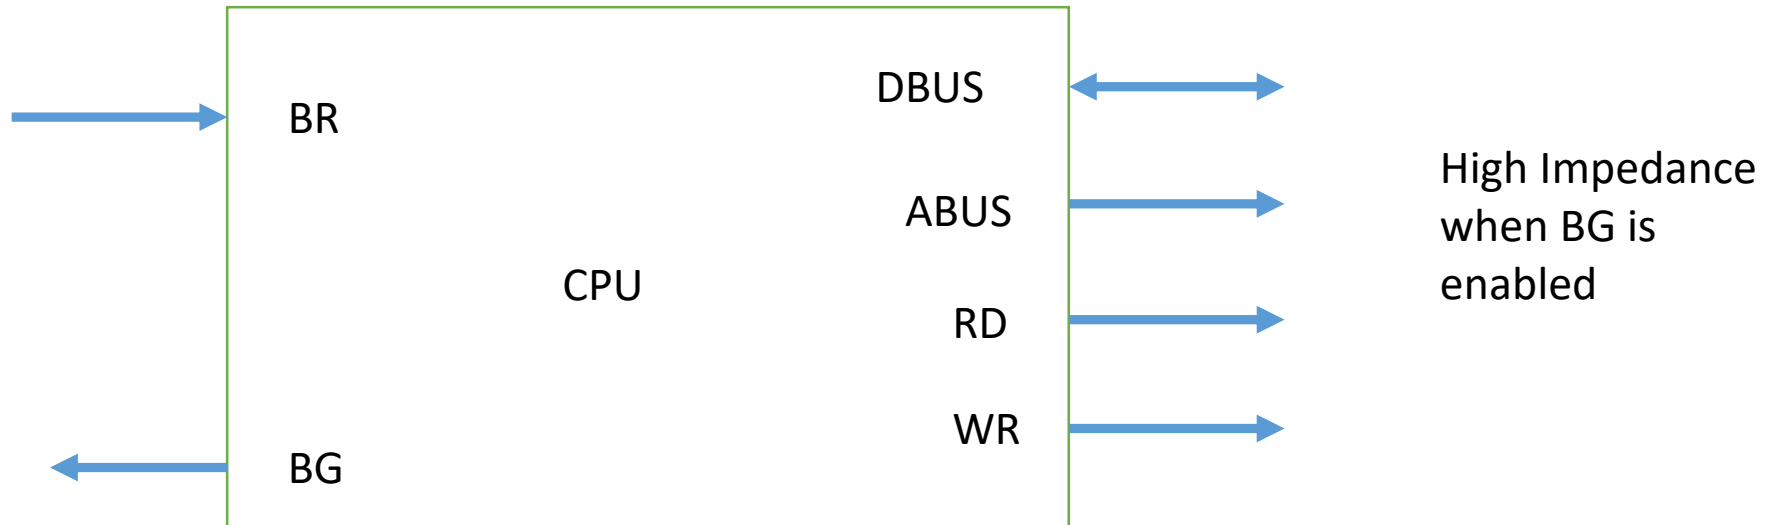 BR
DBUS
ABUS
CPU
RD
WR
BG
High Impedance
when BG is
enabled